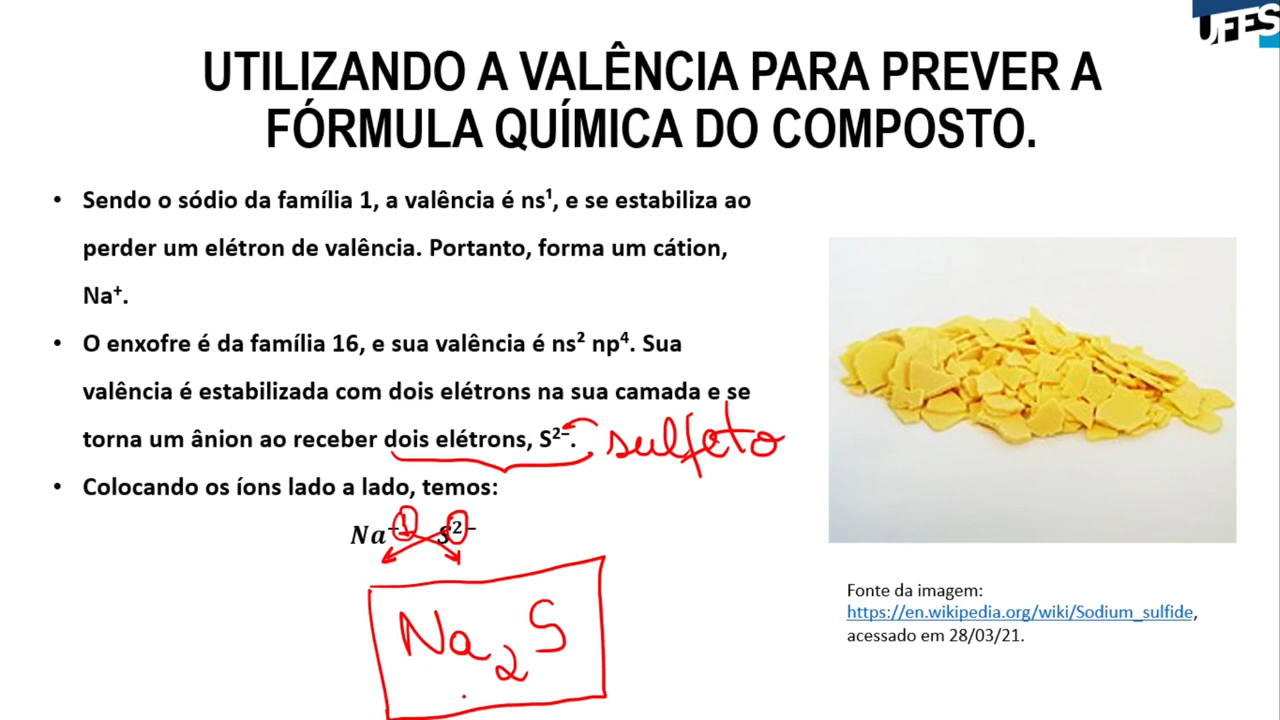 UFES
UTILIZANDO A VALÊNCIA PARA PREVER A
FÓRMULA QUÍMICA DO COMPOSTO.
• Sendo o sódio da família 1, a valência é ns¹, e se estabiliza ao
perder um elétron de valência. Portanto, forma um cátion,
Na⁺.
• O enxofre é da família 16, e sua valência é ns² np⁴. Sua
valência é estabilizada com dois elétrons na sua camada e se
torna um ânion ao receber dois elétrons, S²⁻. sulfeto
• Colocando os íons lado a lado, temos:
Na⁺¹ S²⁻
Na₂S
Fonte da imagem:
https://en.wikipedia.org/wiki/Sodium_sulfide,
acessado em 28/03/21.